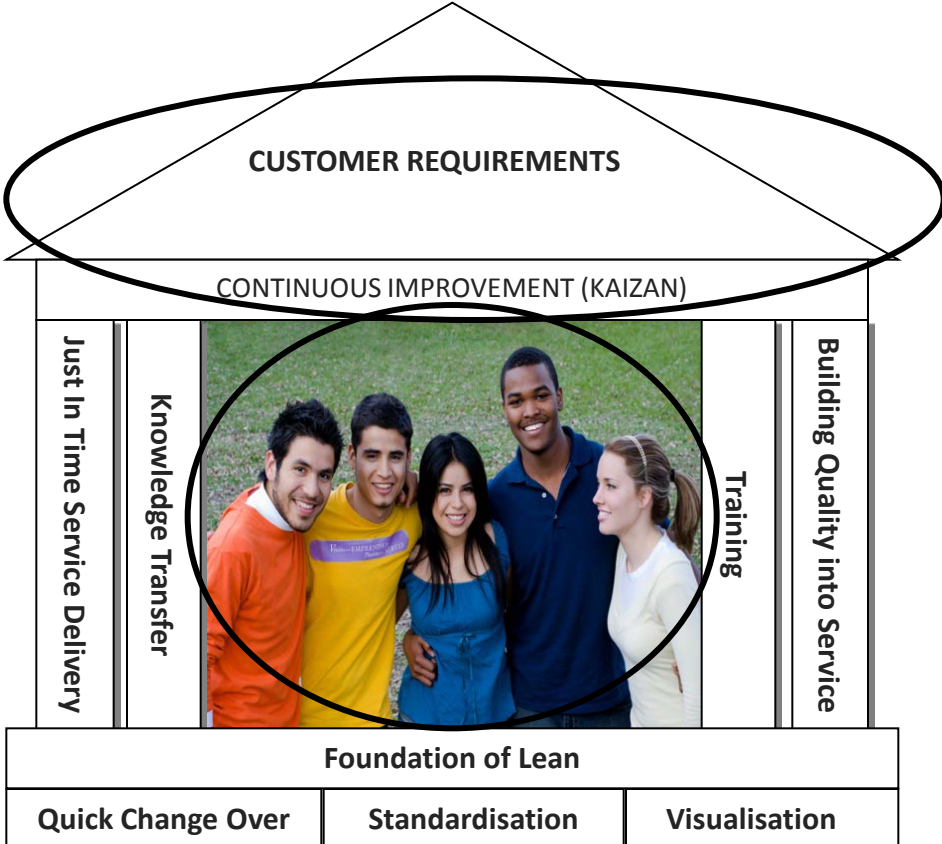 CUSTOMER REQUIREMENTS
CONTINUOUS IMPROVEMENT (KAIZAN)
Just In Time Service Delivery
Knowledge Transfer
Training
Building Quality into Service
Foundation of Lean
Quick Change Over
Standardisation
Visualisation